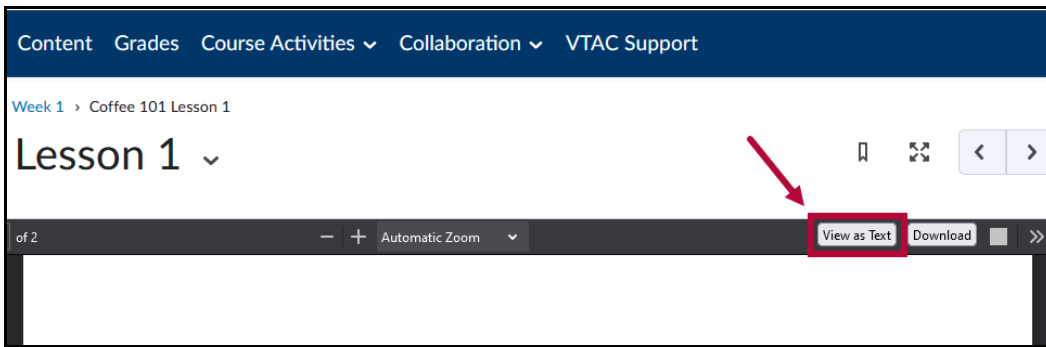 Content Grades Course Activities Collaboration VTAC Support
Week 1 › Coffee 101 Lesson 1
Lesson 1
of 2 Automatic Zoom View as Text Download